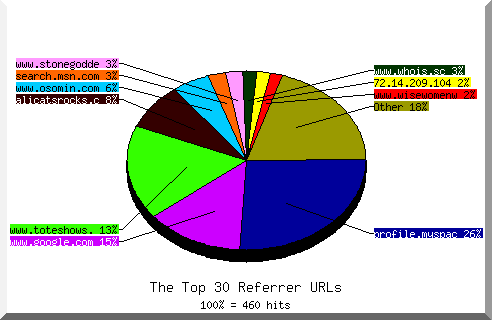 www.stonegodde 3%
search.msn.com 3%
www.osomin.com 6%
alicatsrocks.c 8%
www.toteshows. 13%
www.google.com 15%
www.whois.sc 3%
72.14.209.104 2%
www.wisewomenw 2%
Other 18%
profile.myspac 26%
The Top 30 Referrer URLs
100% = 460 hits